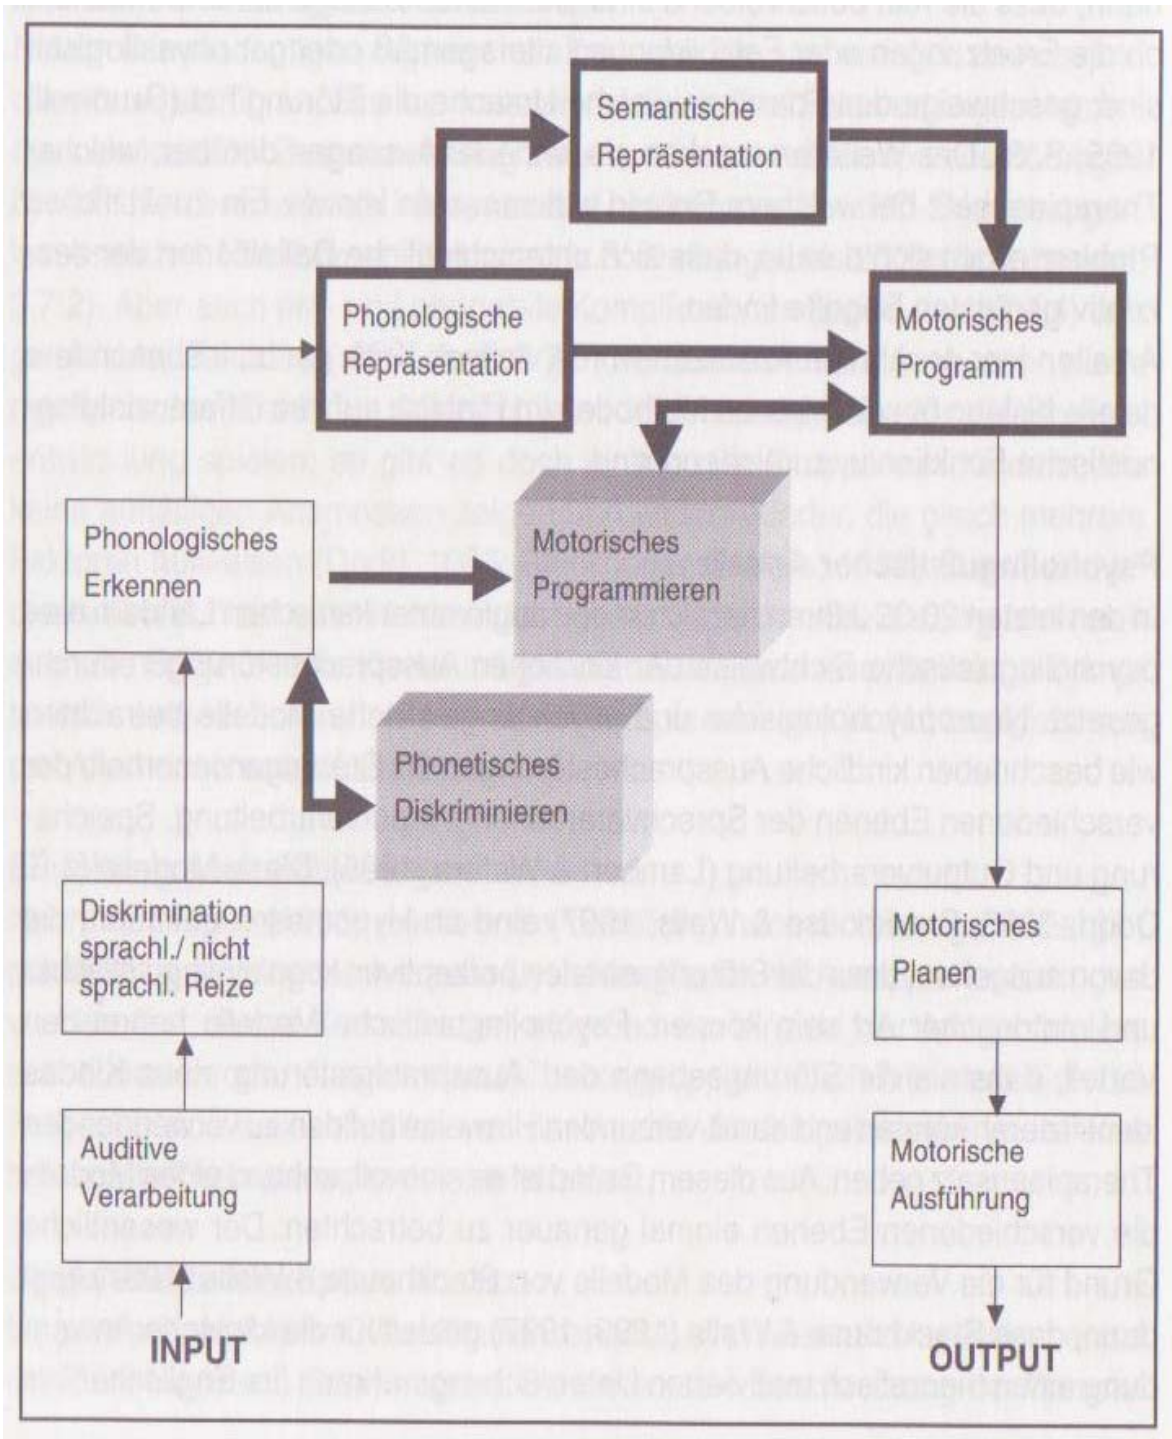 Semantische
Repräsentation
Phonologische
Repräsentation
Motorisches
Programm
Phonologisches
Erkennen
Motorisches
Programmieren
Phonetisches
Diskriminieren
Diskrimination
sprachl./ nicht
sprachl. Reize
Motorisches
Planen
Auditive
Verarbeitung
Motorische
Ausführung
INPUT
OUTPUT